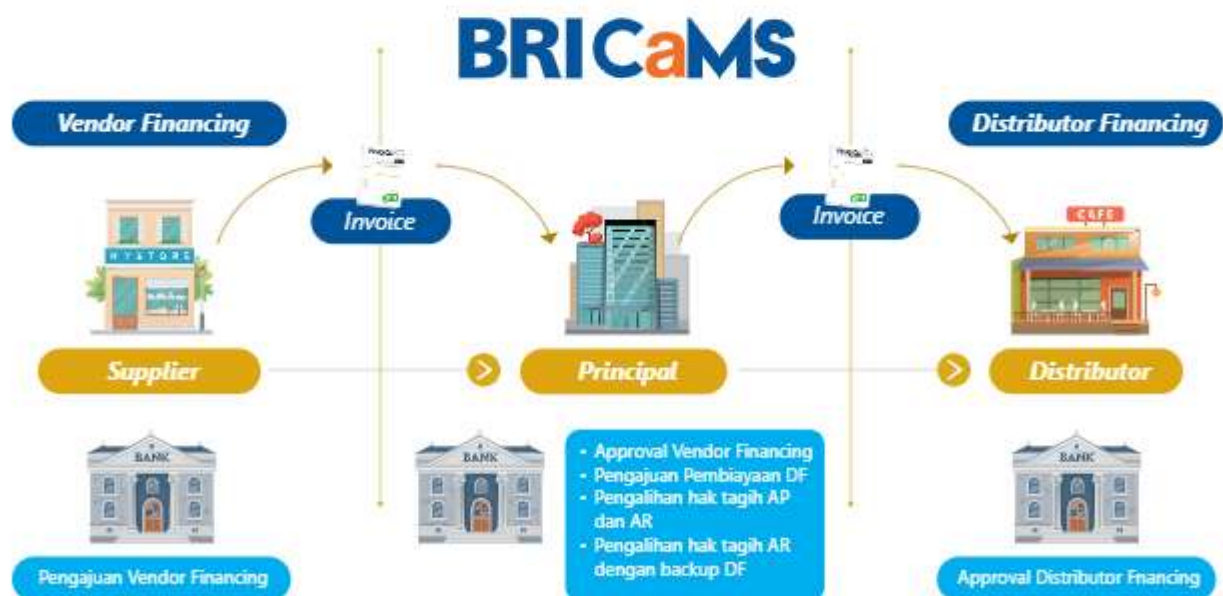 BRICaMS
Vendor Financing
Distributor Financing
Invoice
Invoice
MYSTORE
CAFE
Supplier
Principal
Distributor
BANK
BANK
• Approval Vendor Financing
• Pengajuan Pembiayaan DF
• Pengalihan hak tagih AP
dan AR
• Pengalihan hak tagih AR
dengan backup DF
BANK
Pengajuan Vendor Financing
Approval Distributor Fnancing